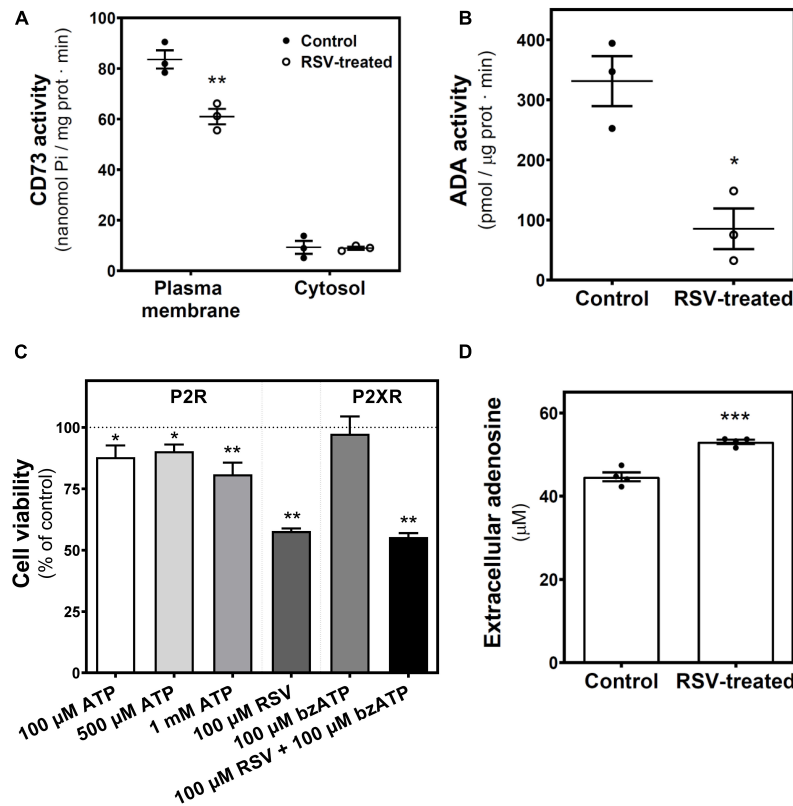 A
CD73 activity
(nanomol Pi / mg prot · min)
100
80
60
40
20
0
Control
RSV-treated
**
Plasma
membrane
Cytosol
B
ADA activity
(pmol / μg prot · min)
400
300
200
100
0
*
Control
RSV-treated
C
Cell viability
(% of control)
P2R
P2XR
100
75
50
25
0
*
*
**
**
**
100 μM ATP
500 μM ATP
1 mM ATP
100 μM RSV
100 μM bzATP
100 μM RSV + 100 μM bzATP
D
Extracellular adenosine
(μM)
60
40
20
0
***
Control
RSV-treated